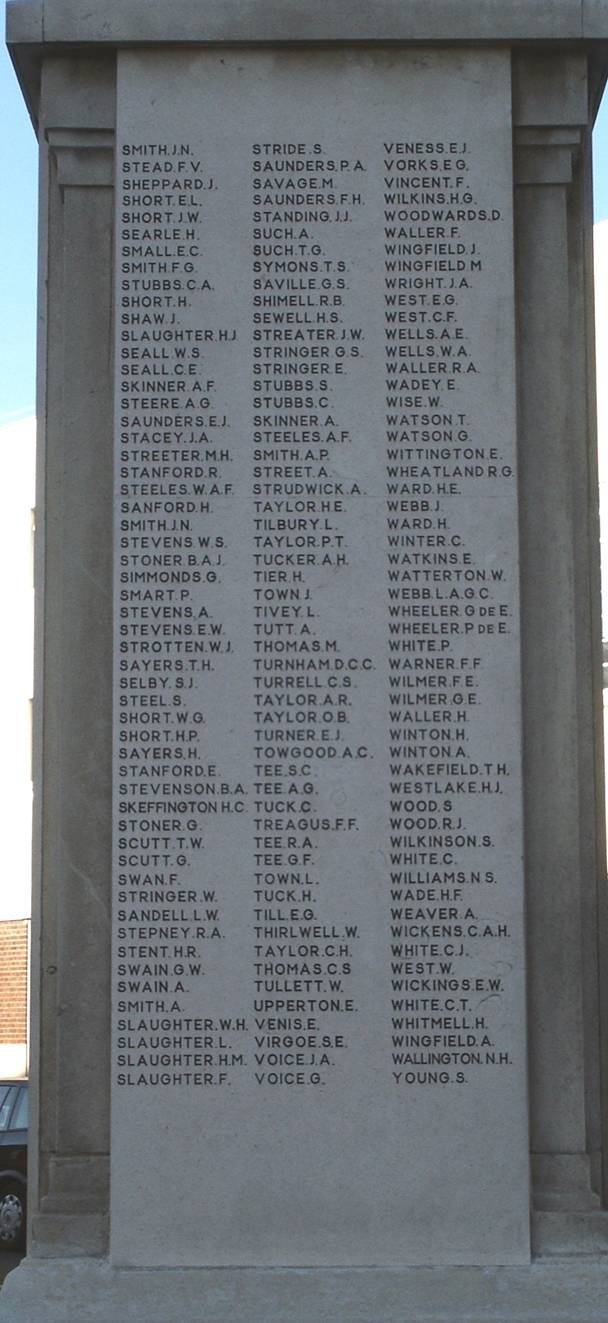 SMITH.J.N.
STEAD.F.V.
SHEPPARD.J.
SHORT.E.L.
SHORT.J.W.
SEARLE.H.
SMALL.E.C.
SMITH.F.G.
STUBBS.C.A.
SHORT.H.
SHAW.J.
SLAUGHTER.H.J.
SEALL.W.S.
SEALL.C.E.
SKINNER.A.F.
STEERE.A.G.
SAUNDERS.E.J.
STACEY.J.A.
STREETER.M.H.
STANFORD.R.
STEELES.W.A.F.
SANFORD.H.
SMITH.J.N.
STEVENS.W.S.
STONER.B.A.J.
SIMMONDS.G.
SMART.P.
STEVENS.A.
STEVENS.E.W.
STROTTEN.W.J.
SAYERS.T.H.
SELBY.S.J.
STEEL.S.
SHORT.W.G.
SHORT.H.P.
SAYERS.H.
STANFORD.E.
STEVENSON.B.A.
SKEFFINGTON H.C.
STONER.G.
SCUTT.T.W.
SCUTT.G.
SWAN.F.
STRINGER.W.
SANDELL.L.W.
STEPNEY.R.A.
STENT.H.R.
SWAIN.G.W.
SWAIN.A.
SMITH.A.
SLAUGHTER.W.H.
SLAUGHTER.L.
SLAUGHTER.H.M.
SLAUGHTER.F.
STRIDE.S.
SAUNDERS.P.A.
SAVAGE.M.
SAUNDERS.F.H.
STANDING.J.J.
SUCH.A.
SUCH.T.G.
SYMONS.T.S.
SAVILLE.G.S.
SHIMELL.R.B.
SEWELL.H.S.
STREATER.J.W.
STRINGER.G.S.
STRINGER.E.
STUBBS.S.
STUBBS.C.
SKINNER.A.
STEELES.A.F.
SMITH.A.P.
STREET.A.
STRUDWICK.A.
TAYLOR.H.E.
TILBURY.L.
TAYLOR.P.T.
TUCKER.A.H.
TIER.H.
TOWN.J.
TIVEY.L.
TUTT.A.
THOMAS.M.
TURNHAM.D.C.C.
TURRELL.C.S.
TAYLOR.A.R.
TAYLOR.O.B.
TURNER.E.J.
TOWGOOD.A.C.
TEE.S.C.
TEE.A.G.
TUCK.C.
TREAGUS.F.F.
TEE.R.A.
TEE.G.F.
TOWN.L.
TUCK.H.
TILL.E.G.
THIRLWELL.W.
TAYLOR.C.H.
THOMAS.C.S
TULLETT.W.
UPPERTON.E.
VENIS.E.
VIRGOE.S.E.
VOICE.J.A.
VOICE.G.
VENESS.E.J.
VORKS.E.G.
VINCENT.F.
WILKINS.H.G.
WOODWARDS.D.
WALLER.F.
WINGFIELD.J.
WINGFIELD.M
WRIGHT.J.A.
WEST.E.G.
WEST.C.F.
WELLS.A.E.
WELLS.W.A.
WALLER.R.A.
WADEY.E.
WISE.W.
WATSON.T.
WATSON.G.
WITTINGTON.E.
WHEATLAND R.G.
WARD.H.E.
WEBB.J.
WARD.H.
WINTER.C.
WATKINS.E.
WATTERTON.W.
WEBB.L.A.G.C.
WHEELER.G DE E.
WHEELER.P DE E.
WHITE.P.
WARNER.F.F
WILMER.F.E.
WILMER.G.E.
WALLER.H.
WINTON.H.
WINTON.A.
WAKEFIELD.T H.
WESTLAKE.H.J.
WOOD.S
WOOD.R.J.
WILKINSON.S.
WHITE.C.
WILLIAMS.N S.
WADE.H.F.
WEAVER.A.
WICKENS.C.A.H.
WHITE.C.J.
WEST.W.
WICKINGS.E.W.
WHITE.C.T.
WHITMELL.H.
WINGFIELD.A.
WALLINGTON.N.H.
YOUNG.S.